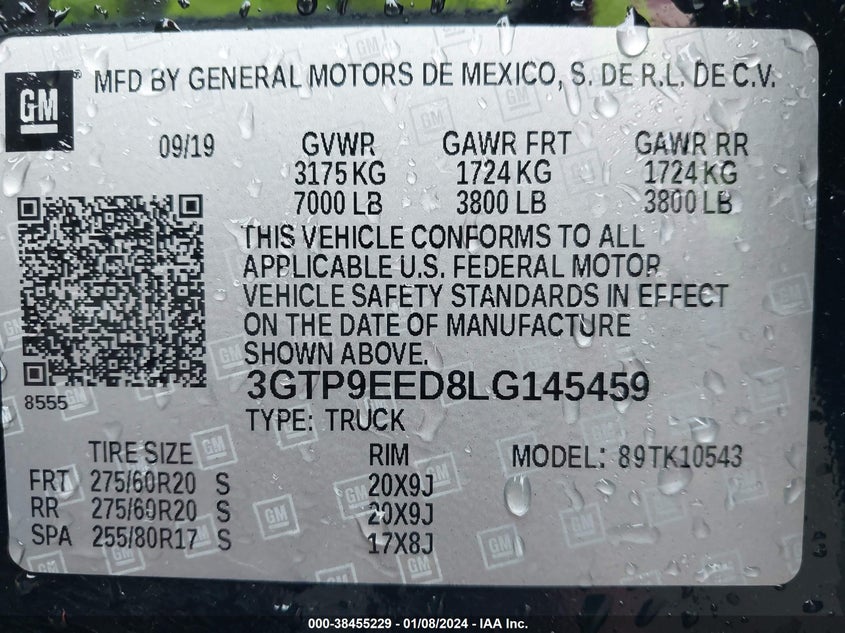 GM ® MFD BY GENERAL MOTORS DE MEXICO, S. DE R.L. DE C.V.
09/19 GVWR GAWR FRT GAWR RR
3175 KG 1724 KG 1724 KG
7000 LB 3800 LB 3800 LB
THIS VEHICLE CONFORMS TO ALL
APPLICABLE U.S. FEDERAL MOTOR
VEHICLE SAFETY STANDARDS IN EFFECT
ON THE DATE OF MANUFACTURE
SHOWN ABOVE.
8555 3GTP9EED8LG145459
TYPE: TRUCK
TIRE SIZE RIM MODEL: 89TK10543
FRT 275/60R20 S 20X9J
RR 275/60R20 S 20X9J
SPA 255/80R17 S 17X8J
000-38455229 - 01/08/2024 - IAA Inc.